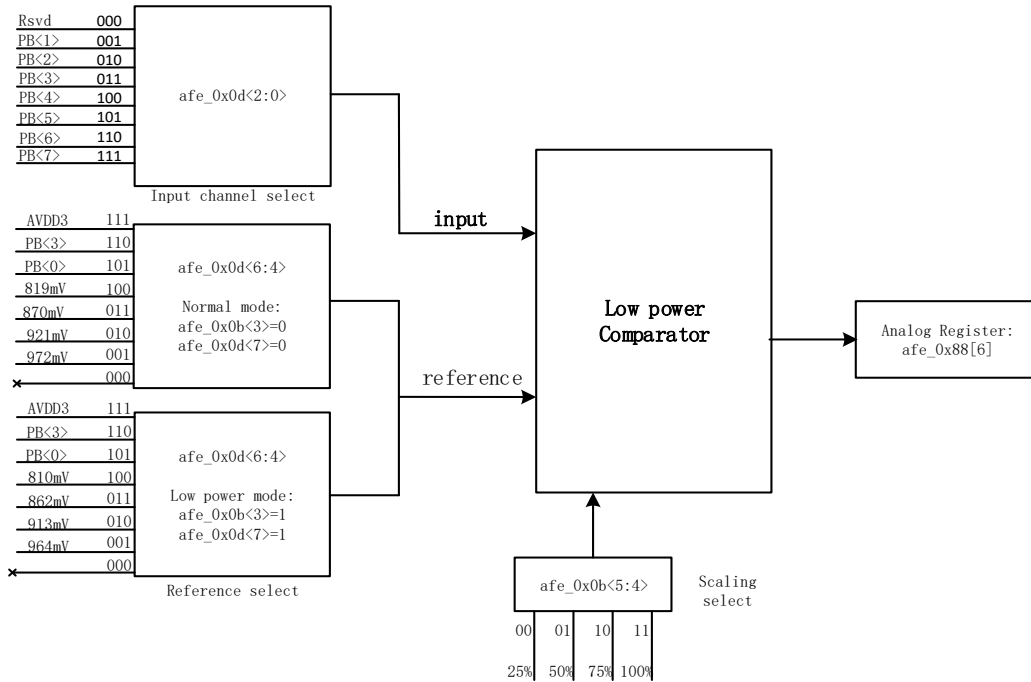 Rsvd 000
PB<1> 001
PB<2> 010
PB<3> 011
PB<4> 100
PB<5> 101
PB<6> 110
PB<7> 111
afe_0x0d<2:0>
Input channel select
AVDD3 111
PB<3> 110
PB<0> 101
819mV 100
870mV 011
921mV 010
972mV 001
000
afe_0x0d<6:4>
Normal mode:
afe_0x0b<3>=0
afe_0x0d<7>=0
AVDD3 111
PB<3> 110
PB<0> 101
810mV 100
862mV 011
913mV 010
964mV 001
000
afe_0x0d<6:4>
Low power mode:
afe_0x0b<3>=1
afe_0x0d<7>=1
Reference select
input
reference
Low power
Comparator
Analog Register:
afe_0x88[6]
afe_0x0b<5:4>
Scaling
select
00 01 10 11
25% 50% 75% 100%